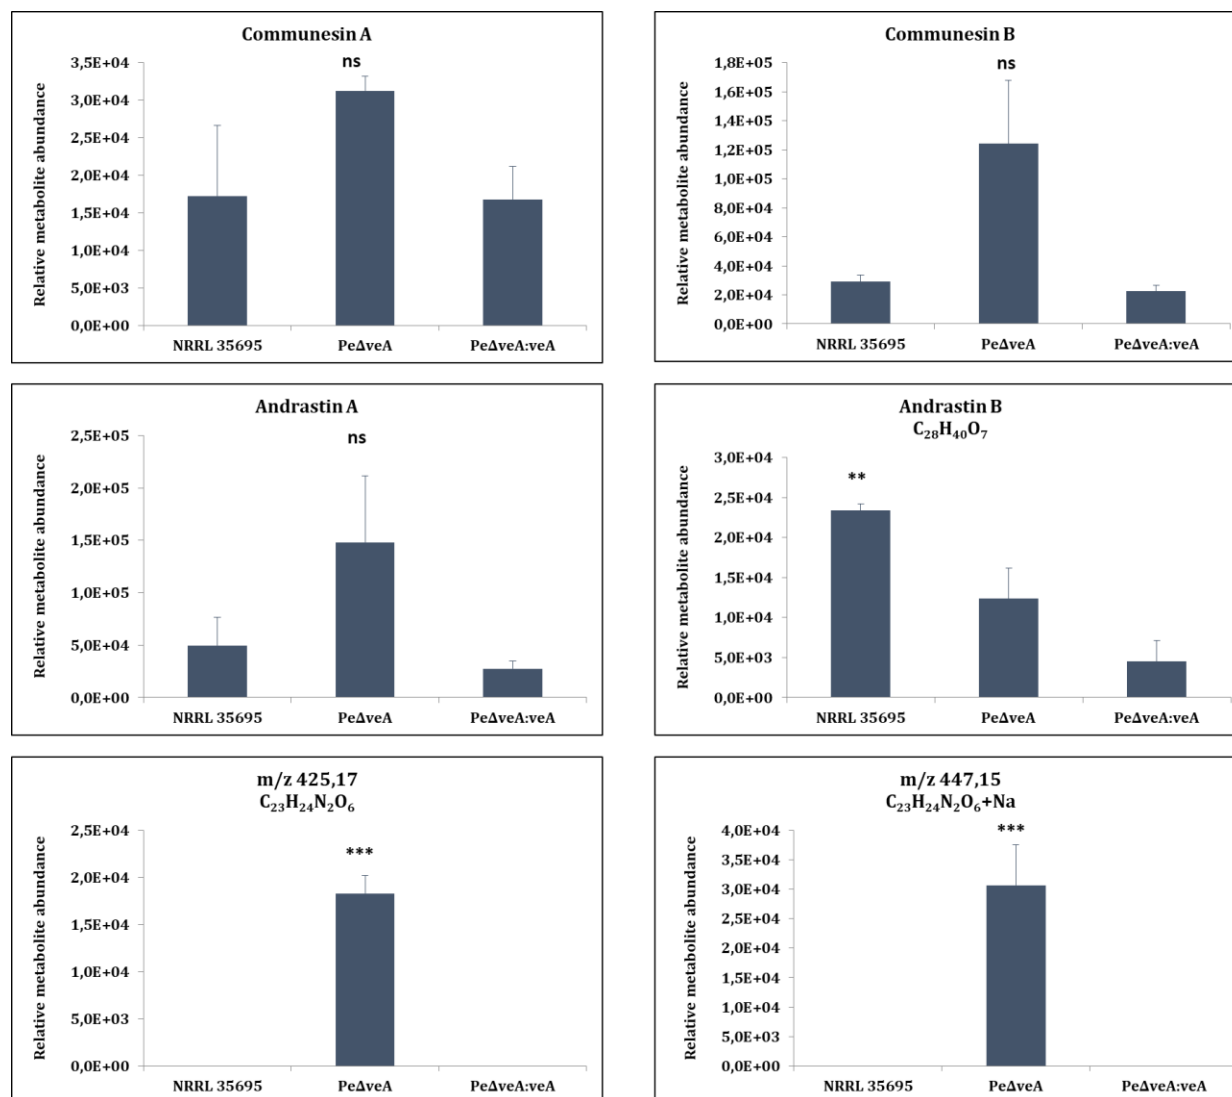 Communesin A
ns
Relative metabolite abundance
3,5E+04
3,0E+04
2,5E+04
2,0E+04
1,5E+04
1,0E+04
5,0E+03
0,0E+00
NRRL 35695 PeΔveA PeΔveA:veA
Communesin B
ns
Relative metabolite abundance
1,8E+05
1,6E+05
1,4E+05
1,2E+05
1,0E+05
8,0E+04
6,0E+04
4,0E+04
2,0E+04
0,0E+00
NRRL 35695 PeΔveA PeΔveA:veA
Andrastin A
ns
Relative metabolite abundance
2,5E+05
2,0E+05
1,5E+05
1,0E+05
5,0E+04
0,0E+00
NRRL 35695 PeΔveA PeΔveA:veA
Andrastin B
C₂₈H₄₀O₇
**
Relative metabolite abundance
3,0E+04
2,5E+04
2,0E+04
1,5E+04
1,0E+04
5,0E+03
0,0E+00
NRRL 35695 PeΔveA PeΔveA:veA
m/z 425,17
C₂₃H₂₄N₂O₆
***
Relative metabolite abundance
2,5E+04
2,0E+04
1,5E+04
1,0E+04
5,0E+03
0,0E+00
NRRL 35695 PeΔveA PeΔveA:veA
m/z 447,15
C₂₃H₂₄N₂O₆+Na
***
Relative metabolite abundance
4,0E+04
3,5E+04
3,0E+04
2,5E+04
2,0E+04
1,5E+04
1,0E+04
5,0E+03
0,0E+00
NRRL 35695 PeΔveA PeΔveA:veA